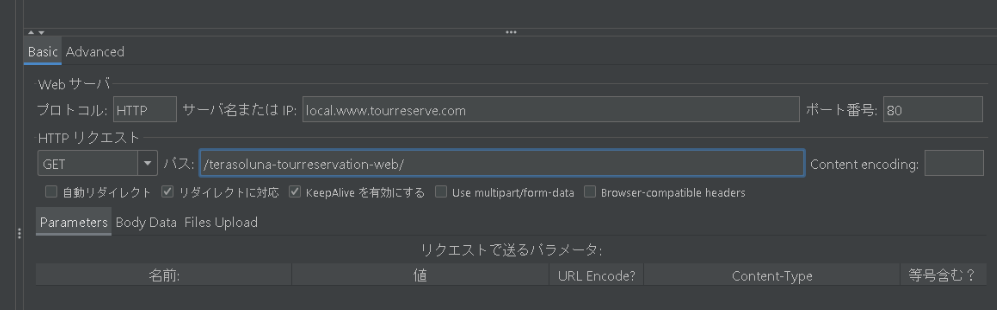 Basic Advanced
Web サーバ
プロトコル: HTTP サーバ名または IP: local.www.tourreserve.com ポート番号: 80
HTTP リクエスト
GET パス: /terasoluna-tourreservation-web/ Content encoding:
自動リダイレクト リダイレクトに対応 KeepAlive を有効にする Use multipart/form-data Browser-compatible headers
Parameters Body Data Files Upload
リクエストで送るパラメータ:
名前: 値 URL Encode? Content-Type 等号含む？